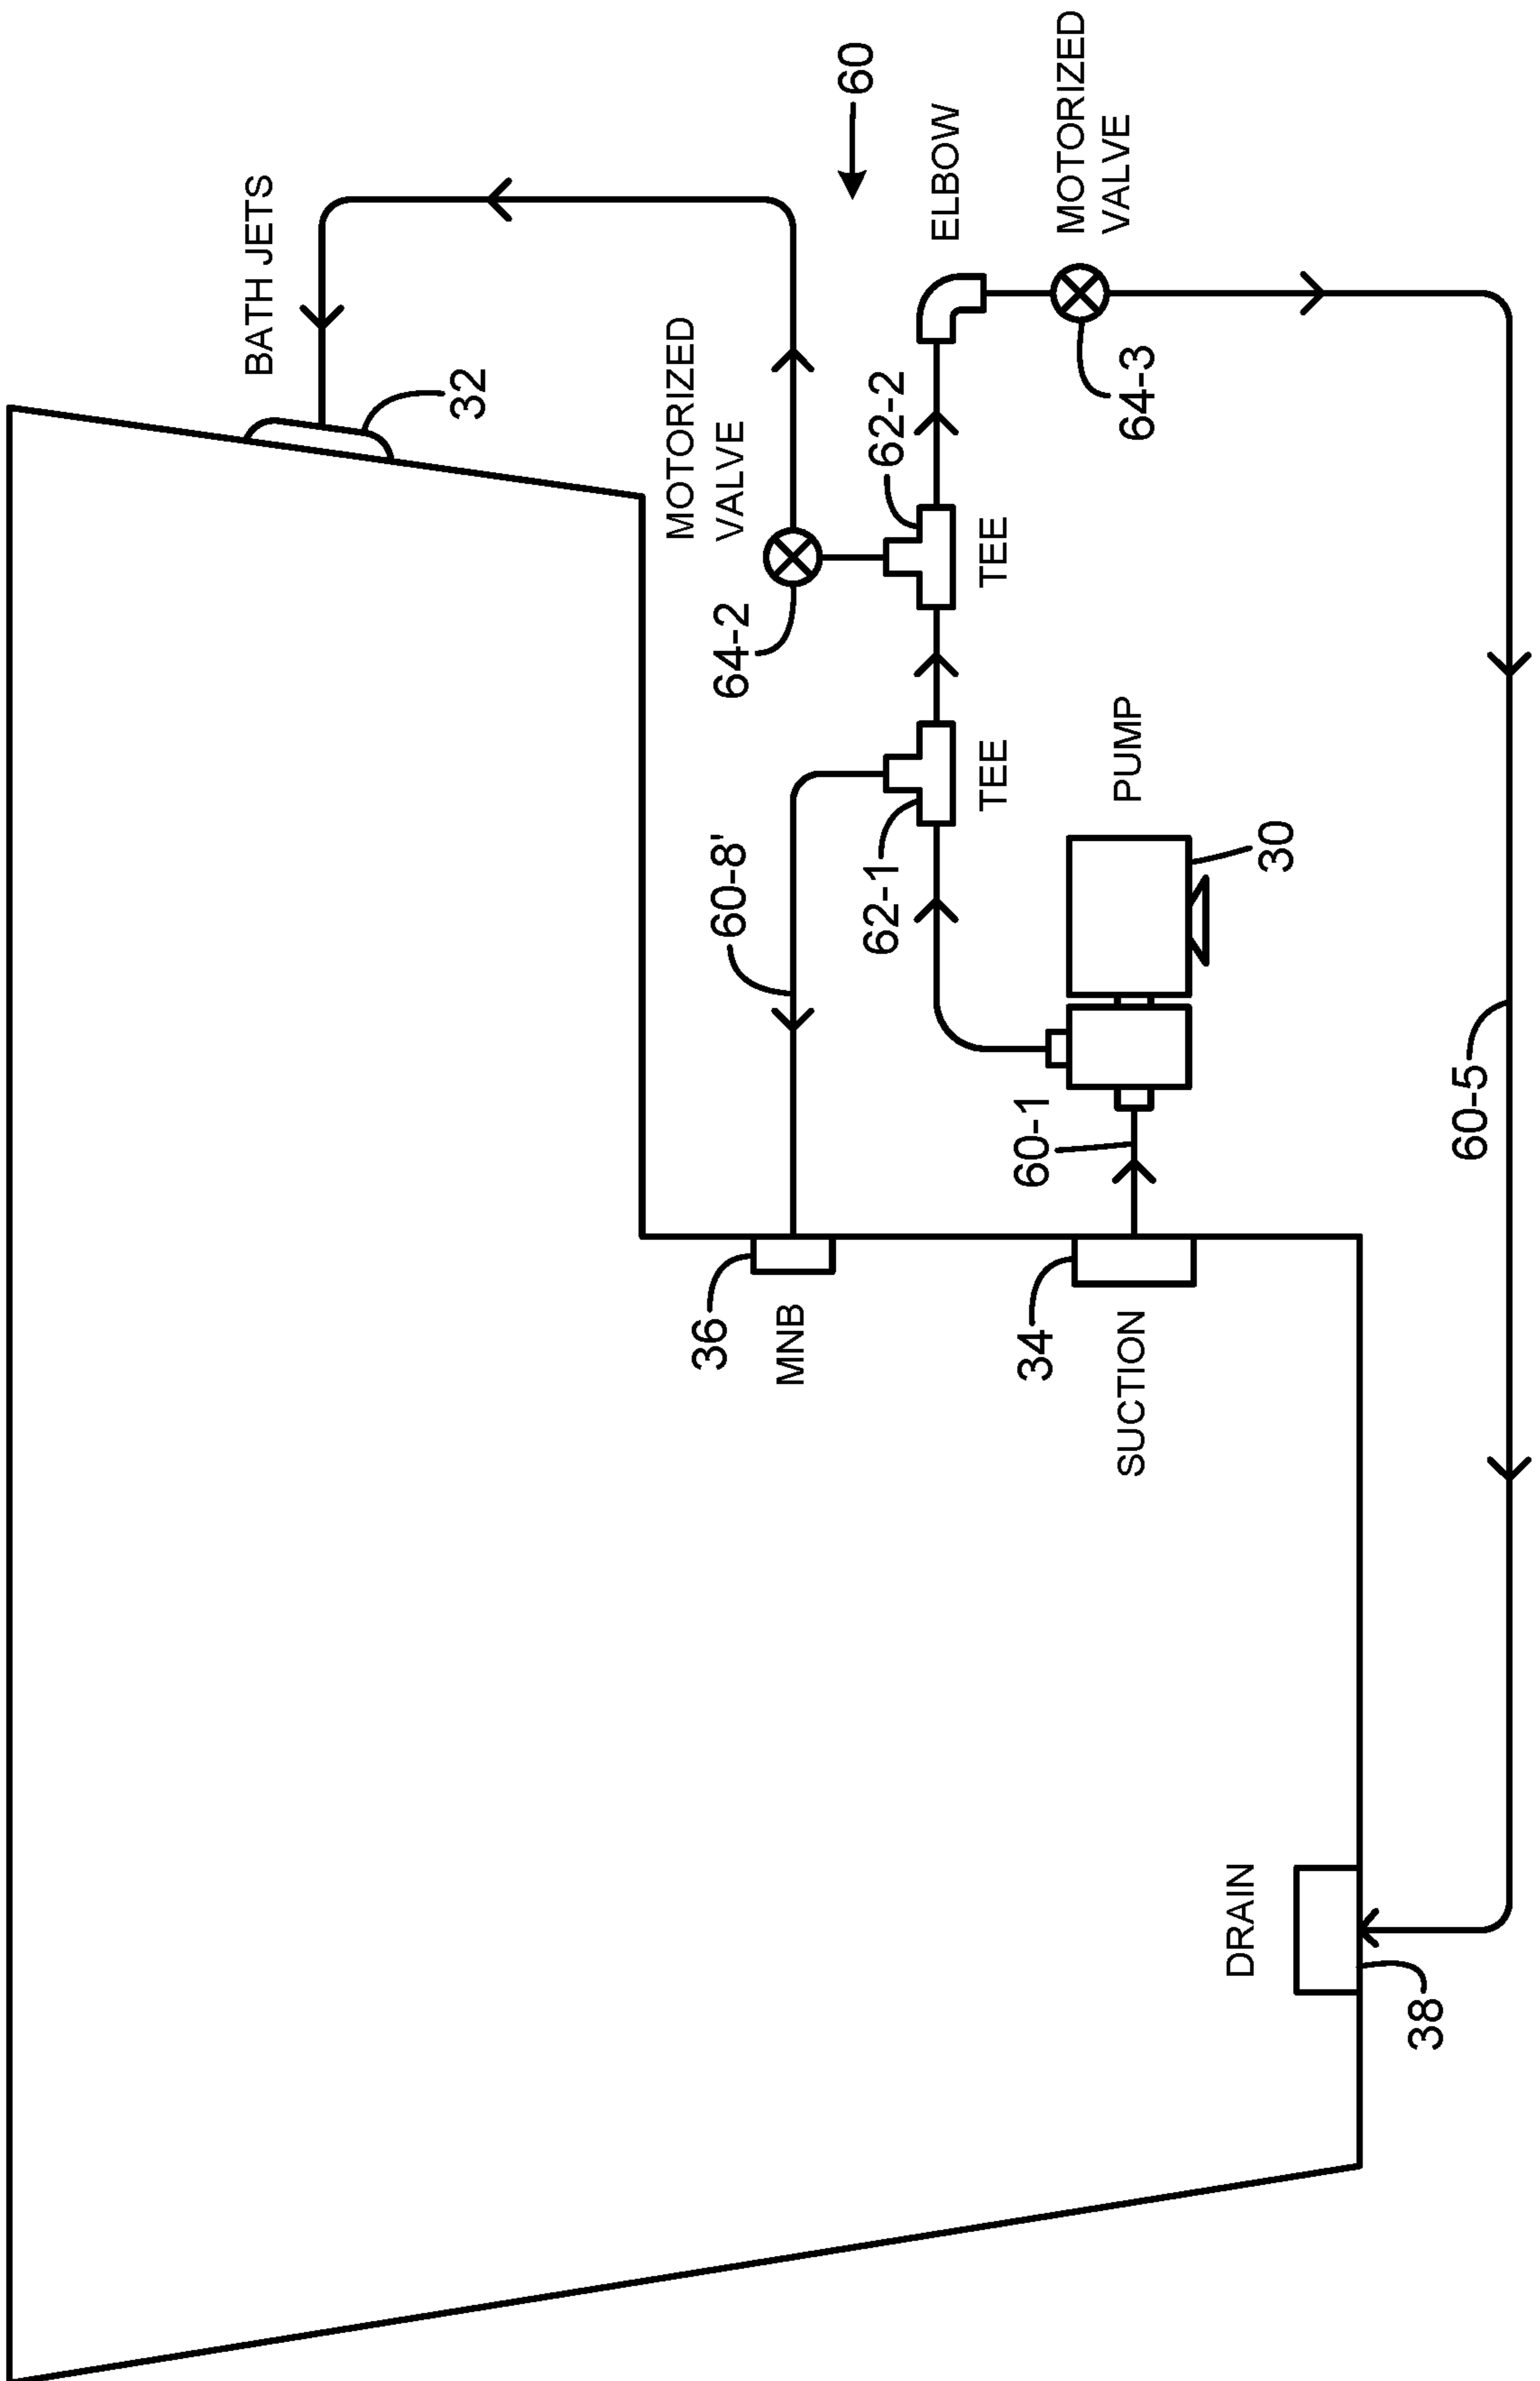 BATH JETS
32
60
MOTORIZED
VALVE
64-2
62-2
ELBOW
MOTORIZED
VALVE
64-3
TEE
60-8'
62-1
TEE
PUMP
30
60-1
36
MNB
34
SUCTION
60-5
DRAIN
38